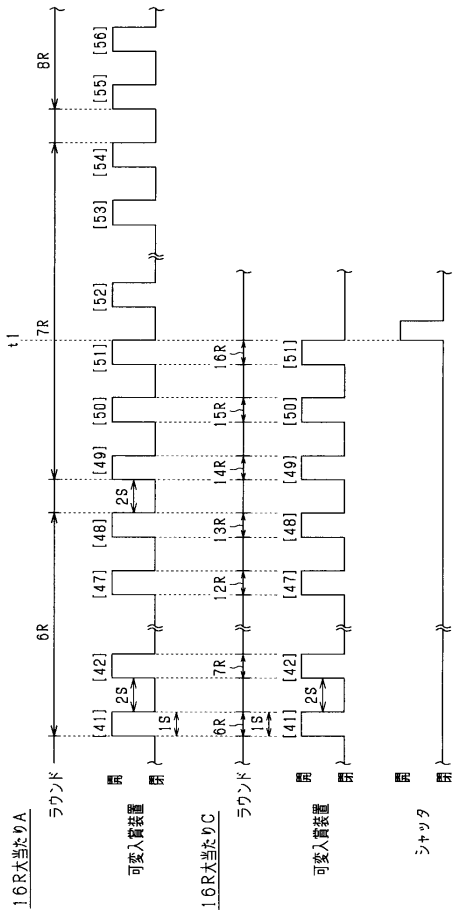 t1
16R大当たりA
ラウンド
6R 7R 8R
可変入賞装置
開
閉
[41] [42] [47] [48] [49] [50] [51] [52] [53] [54] [55] [56]
2S 2S
1S
16R大当たりC
ラウンド
6R 7R 12R 13R 14R 15R 16R
1S
可変入賞装置
開
閉
[41] [42] [47] [48] [49] [50] [51]
2S
シャッタ
開
閉